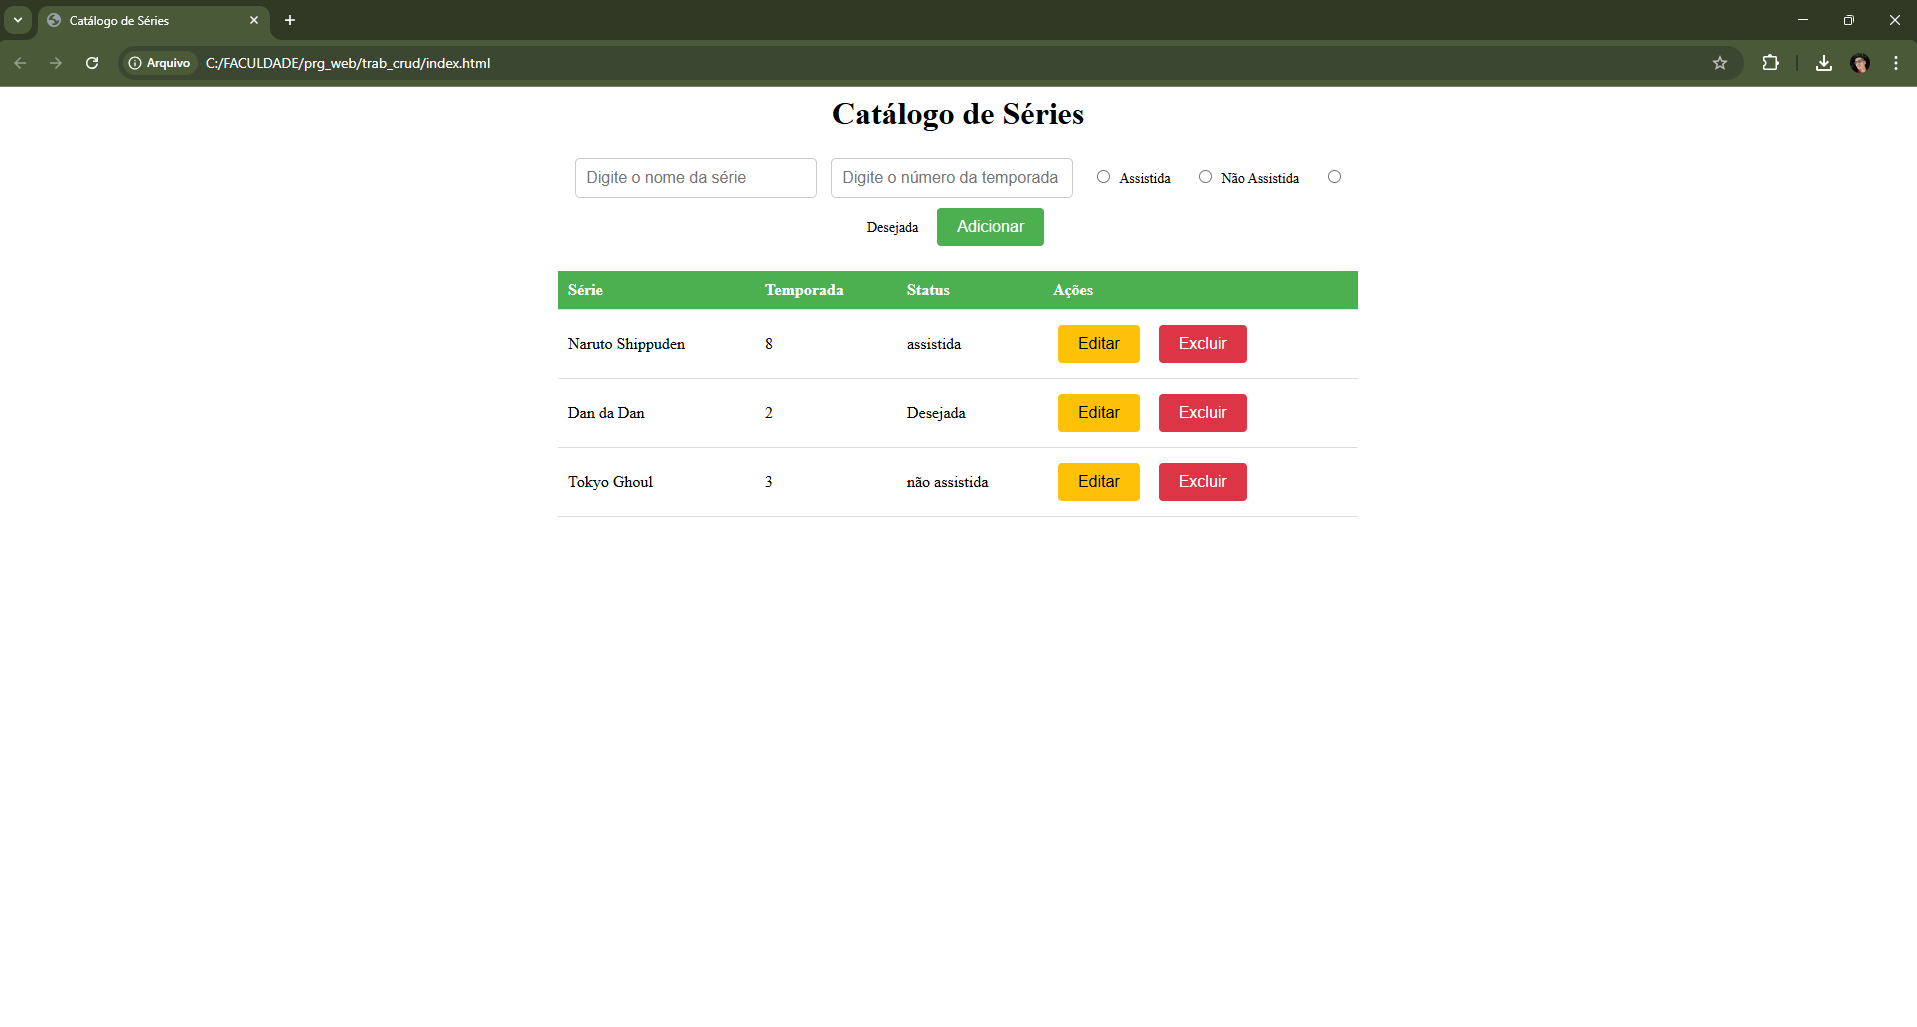 Catálogo de Séries
Arquivo C:/FACULDADE/prg_web/trab_crud/index.html
Catálogo de Séries
Digite o nome da série Digite o número da temporada Assistida Não Assistida
Desejada Adicionar
Série Temporada Status Ações
Naruto Shippuden 8 assistida Editar Excluir
Dan da Dan 2 Desejada Editar Excluir
Tokyo Ghoul 3 não assistida Editar Excluir